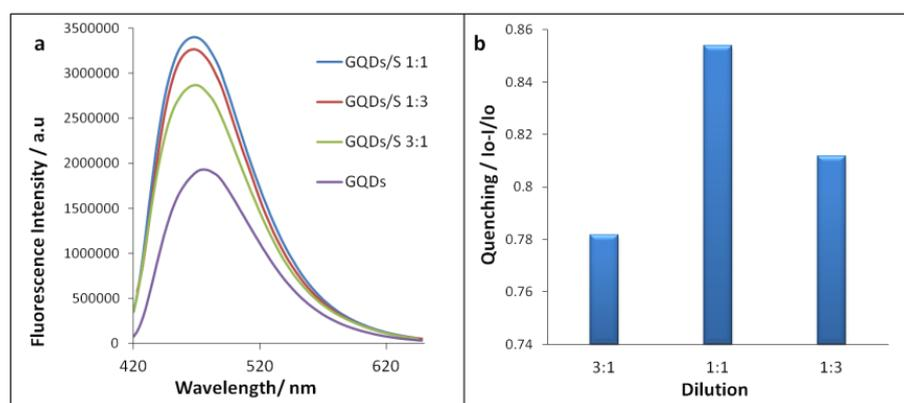 a
3500000
3000000
2500000
2000000
1500000
1000000
500000
0
420
520
620
Fluorescence Intensity / a.u
Wavelength/ nm
GQDs/S 1:1
GQDs/S 1:3
GQDs/S 3:1
GQDs
b
0.86
0.84
0.82
0.8
0.78
0.76
0.74
Quenching / Io-I/Io
3:1
1:1
1:3
Dilution